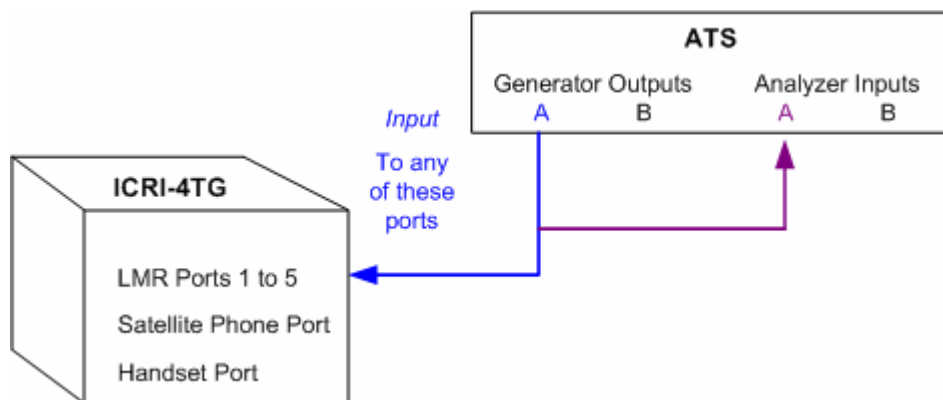 ATS
Generator Outputs Analyzer Inputs
A B A B
Input
To any
of these
ports
ICRI-4TG
LMR Ports 1 to 5
Satellite Phone Port
Handset Port